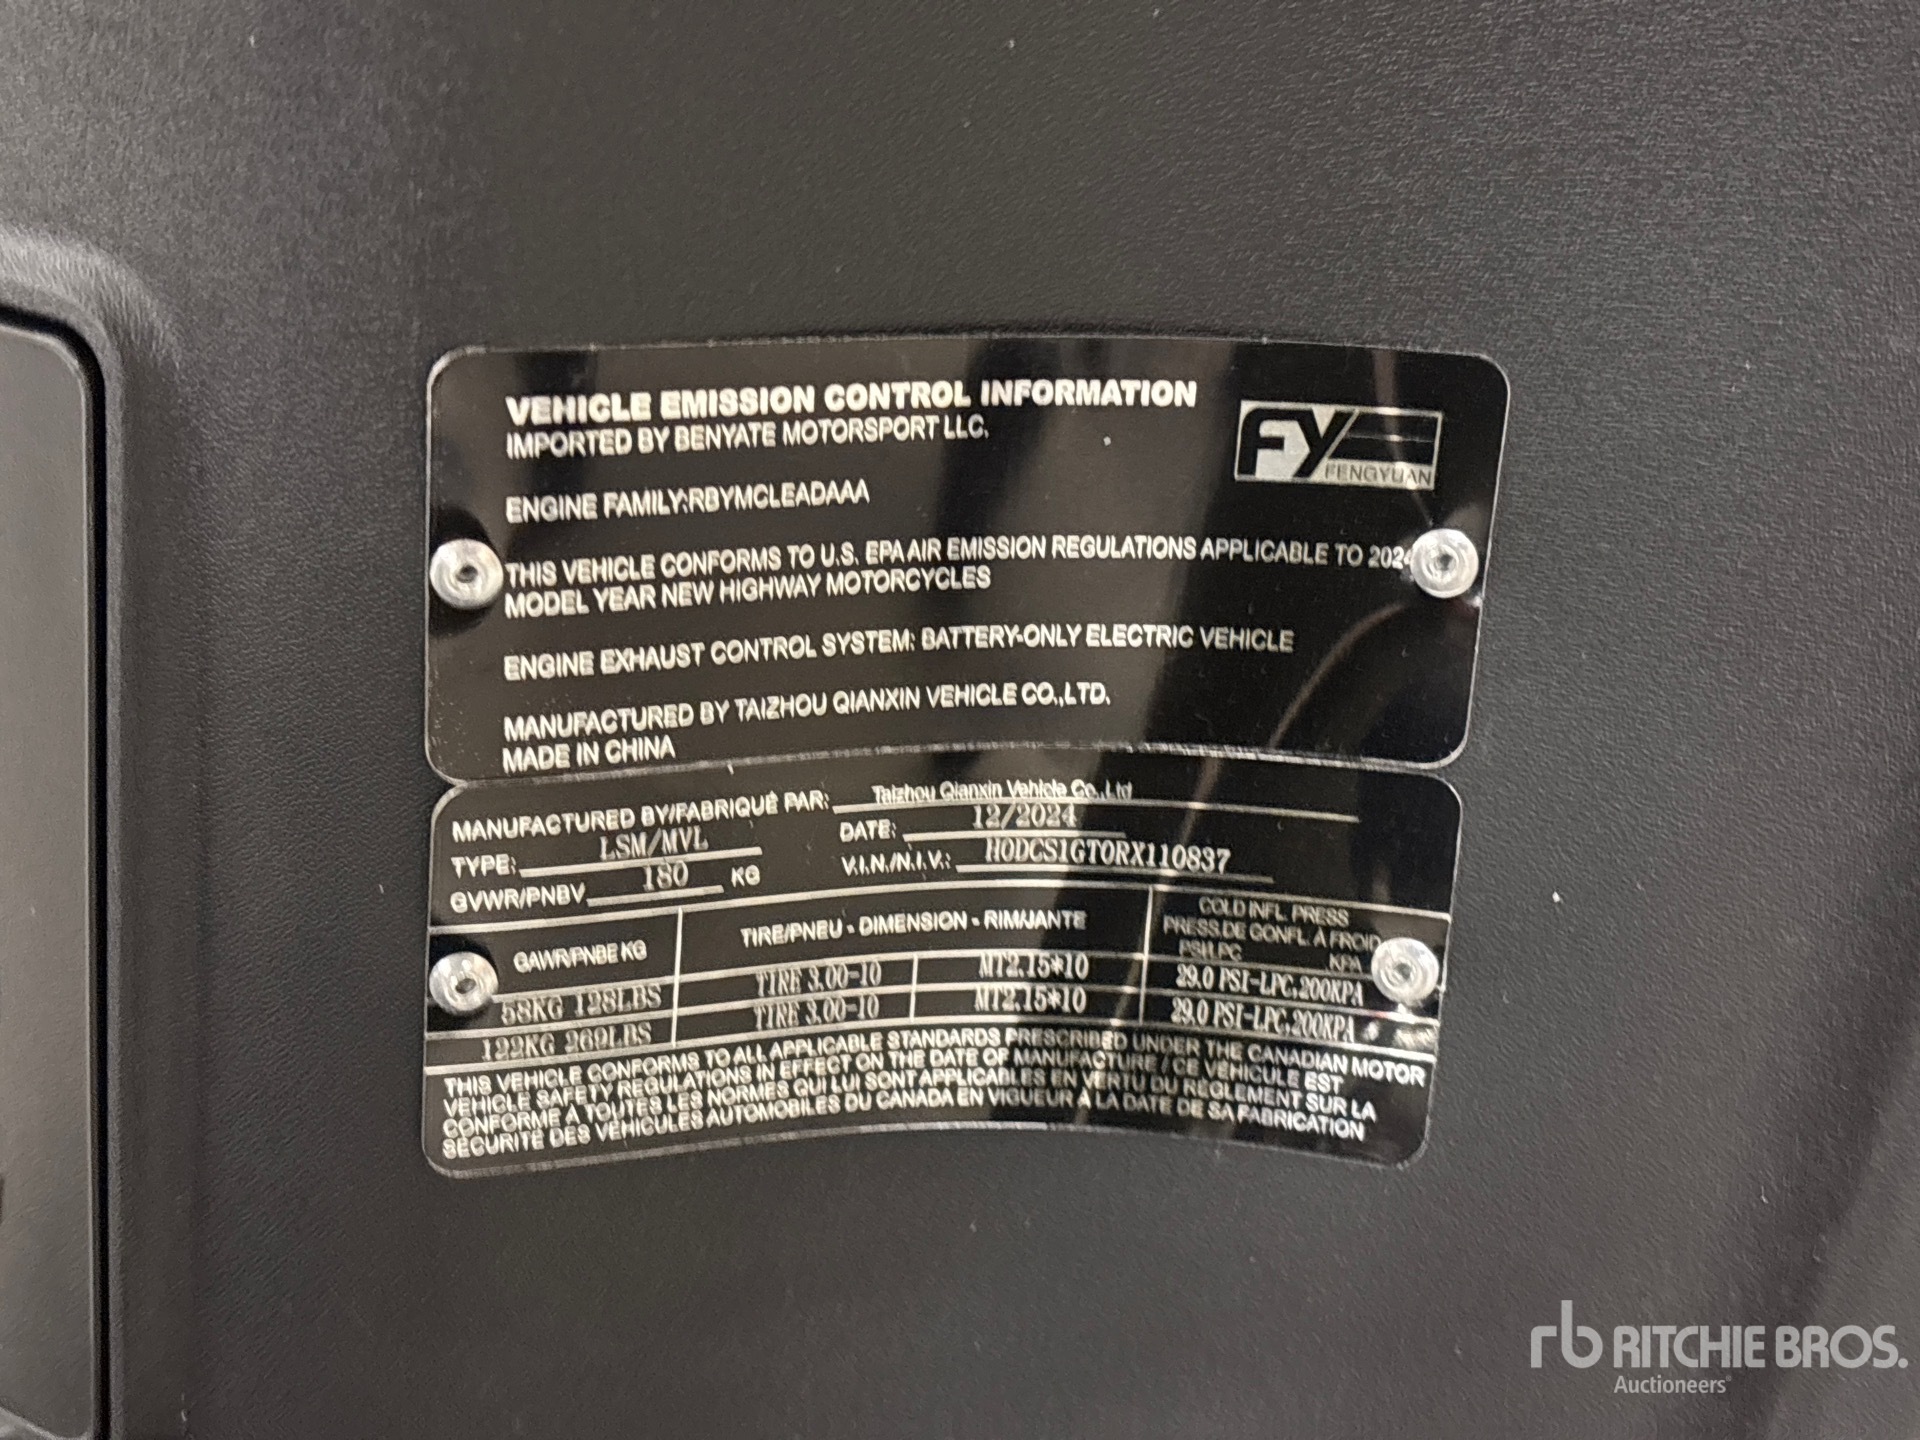 VEHICLE EMISSION CONTROL INFORMATION
IMPORTED BY BENYATE MOTORSPORT LLC.
FY
FENGYUAN
ENGINE FAMILY:RBYMCLEADAAA
THIS VEHICLE CONFORMS TO U.S. EPA AIR EMISSION REGULATIONS APPLICABLE TO 2024
MODEL YEAR NEW HIGHWAY MOTORCYCLES
ENGINE EXHAUST CONTROL SYSTEM: BATTERY-ONLY ELECTRIC VEHICLE
MANUFACTURED BY TAIZHOU QIANXIN VEHICLE CO.,LTD.
MADE IN CHINA
MANUFACTURED BY/FABRIQUÉ PAR: Taizhou Qianxin Vehicle Co.,Ltd
TYPE: LSM/MVL DATE: 12/2024
GVWR/PNBV 180 KG V.I.N./N.I.V.: H0DCS1GT0RX110837
GAWR/PNBE KG TIRE/PNEU - DIMENSION - RIM/JANTE COLD INFL. PRESS
PRESS.DE GONFL. À FROID
PSI/LPC KPA
58KG 128LBS TIRE 3.00-10 MT2.15*10 29.0 PSI-LPC,200KPA
122KG 269LBS TIRE 3.00-10 MT2.15*10 29.0 PSI-LPC,200KPA
THIS VEHICLE CONFORMS TO ALL APPLICABLE STANDARDS PRESCRIBED UNDER THE CANADIAN MOTOR
VEHICLE SAFETY REGULATIONS IN EFFECT ON THE DATE OF MANUFACTURE / CE VÉHICULE EST
CONFORME À TOUTES LES NORMES QUI LUI SONT APPLICABLES EN VERTU DU RÈGLEMENT SUR LA
SÉCURITÉ DES VÉHICULES AUTOMOBILES DU CANADA EN VIGUEUR À LA DATE DE SA FABRICATION
rb RITCHIE BROS.
Auctioneers